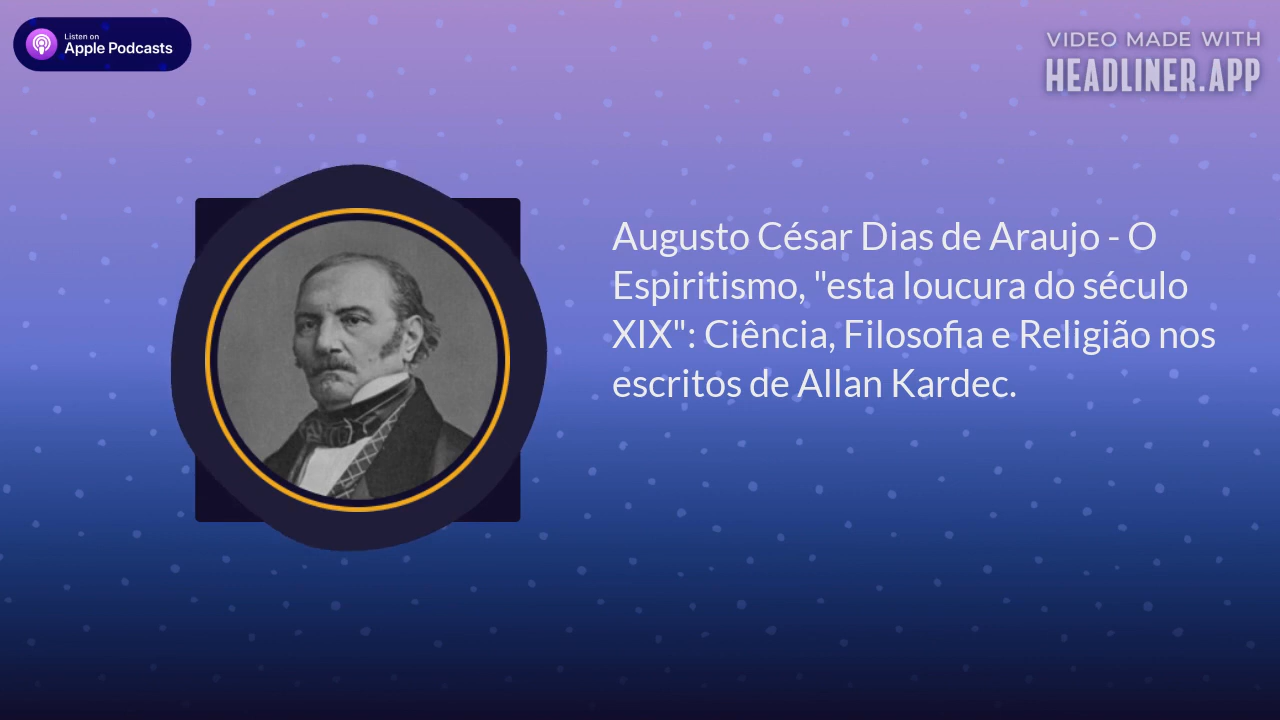 Listen on
Apple Podcasts
VIDEO MADE WITH
HEADLINER.APP
Augusto César Dias de Araujo - O
Espiritismo, "esta loucura do século
XIX": Ciência, Filosofia e Religião nos
escritos de Allan Kardec.